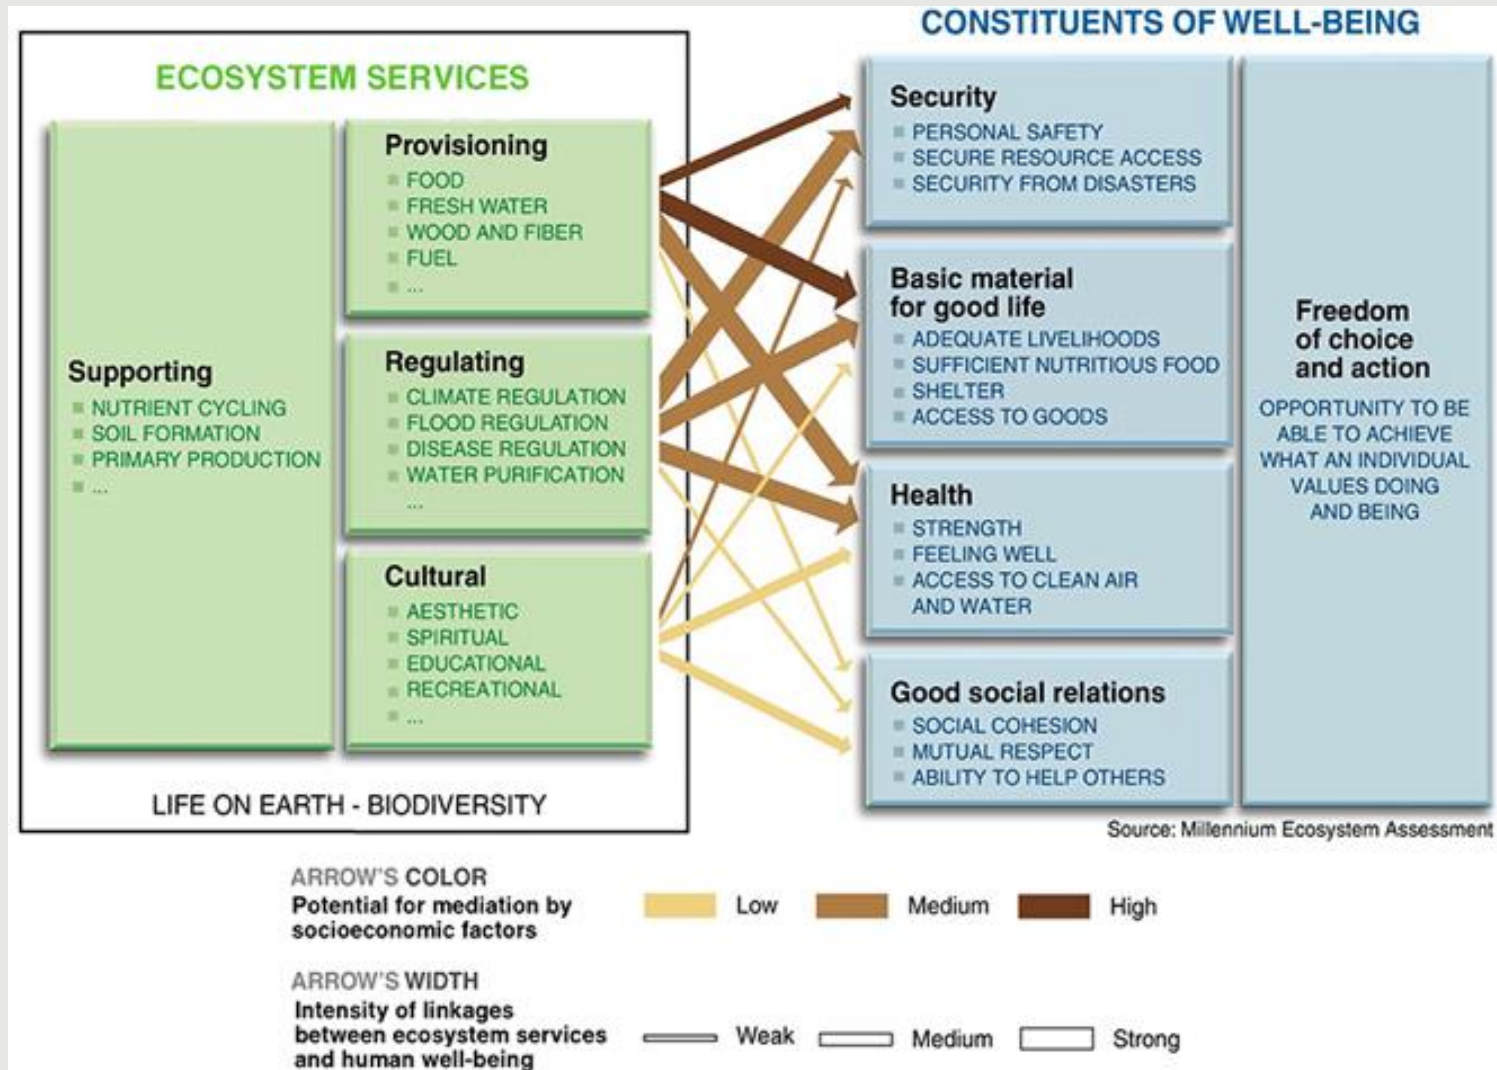 CONSTITUENTS OF WELL-BEING
ECOSYSTEM SERVICES
Supporting
NUTRIENT CYCLING
SOIL FORMATION
PRIMARY PRODUCTION
...
Provisioning
FOOD
FRESH WATER
WOOD AND FIBER
FUEL
...
Regulating
CLIMATE REGULATION
FLOOD REGULATION
DISEASE REGULATION
WATER PURIFICATION
...
Cultural
AESTHETIC
SPIRITUAL
EDUCATIONAL
RECREATIONAL
...
LIFE ON EARTH - BIODIVERSITY
Security
PERSONAL SAFETY
SECURE RESOURCE ACCESS
SECURITY FROM DISASTERS
Basic material
for good life
ADEQUATE LIVELIHOODS
SUFFICIENT NUTRITIOUS FOOD
SHELTER
ACCESS TO GOODS
Health
STRENGTH
FEELING WELL
ACCESS TO CLEAN AIR
AND WATER
Good social relations
SOCIAL COHESION
MUTUAL RESPECT
ABILITY TO HELP OTHERS
Freedom
of choice
and action
OPPORTUNITY TO BE
ABLE TO ACHIEVE
WHAT AN INDIVIDUAL
VALUES DOING
AND BEING
Source: Millennium Ecosystem Assessment
ARROW'S COLOR
Potential for mediation by
socioeconomic factors
Low
Medium
High
ARROW'S WIDTH
Intensity of linkages
between ecosystem services
and human well-being
Weak
Medium
Strong